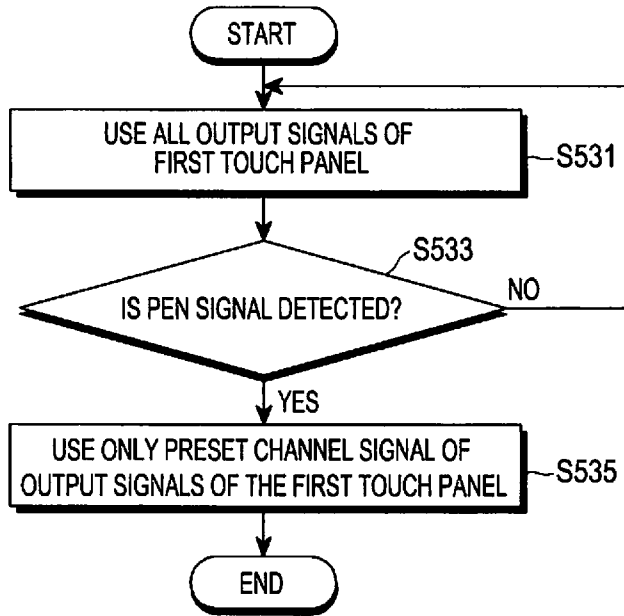 START
USE ALL OUTPUT SIGNALS OF
FIRST TOUCH PANEL
S531
S533
IS PEN SIGNAL DETECTED?
NO
YES
USE ONLY PRESET CHANNEL SIGNAL OF
OUTPUT SIGNALS OF THE FIRST TOUCH PANEL
S535
END